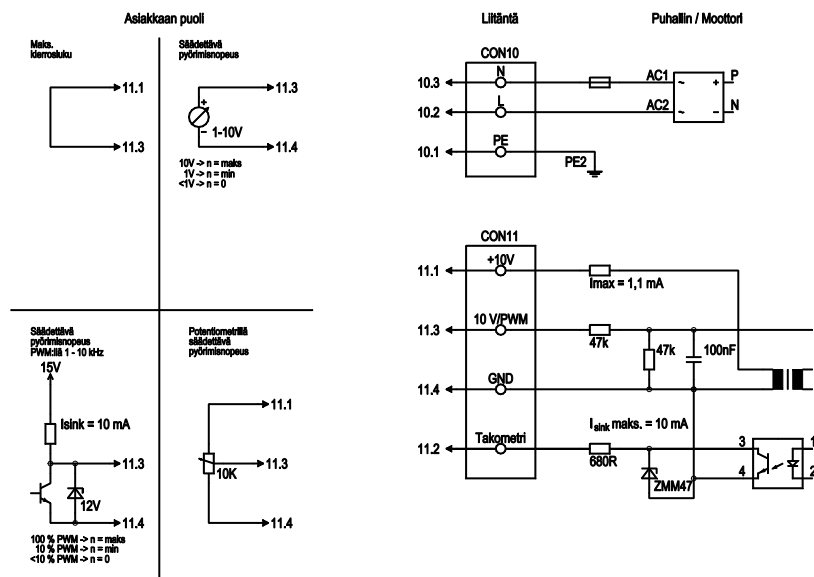 Asiakkaan puoli
Maks.
kierrosluku
11.1
11.3
Säädettävä
pyörimisnopeus
11.3
+
1-10V
−
11.4
10V -> n = maks
1V -> n = min
<1V -> n = 0
Säädettävä
pyörimisnopeus
PWM:llä 1 - 10 kHz
15V
Isink = 10 mA
11.3
12V
11.4
100 % PWM -> n = maks
10 % PWM -> n = min
<10 % PWM -> n = 0
Potentiometrillä
säädettävä
pyörimisnopeus
11.1
11.3
10K
11.4
Liitäntä
Puhallin / Moottori
CON10
10.3
N
AC1
~
+
P
10.2
L
AC2
~
−
N
10.1
PE
PE2
CON11
11.1
+10V
Imax = 1,1 mA
11.3
10 V/PWM
47k
47k
100nF
11.4
GND
11.2
Takometri
Isink maks. = 10 mA
680R
ZMM47
3
4
1
2